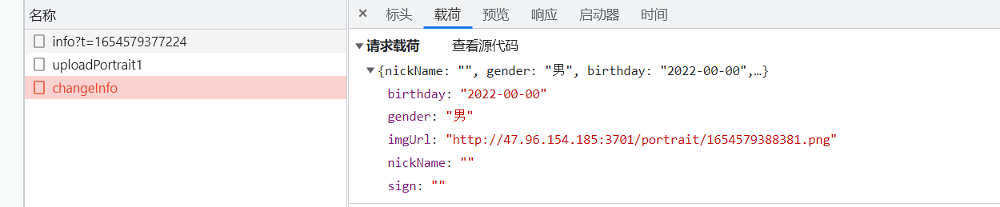 名称
info?t=1654579377224
uploadPortrait1
changeInfo
× 标头 载荷 预览 响应 启动器 时间
▼请求载荷 查看源代码
▼{nickName: "", gender: "男", birthday: "2022-00-00",…}
birthday: "2022-00-00"
gender: "男"
imgUrl: "http://47.96.154.185:3701/portrait/1654579388381.png"
nickName: ""
sign: ""